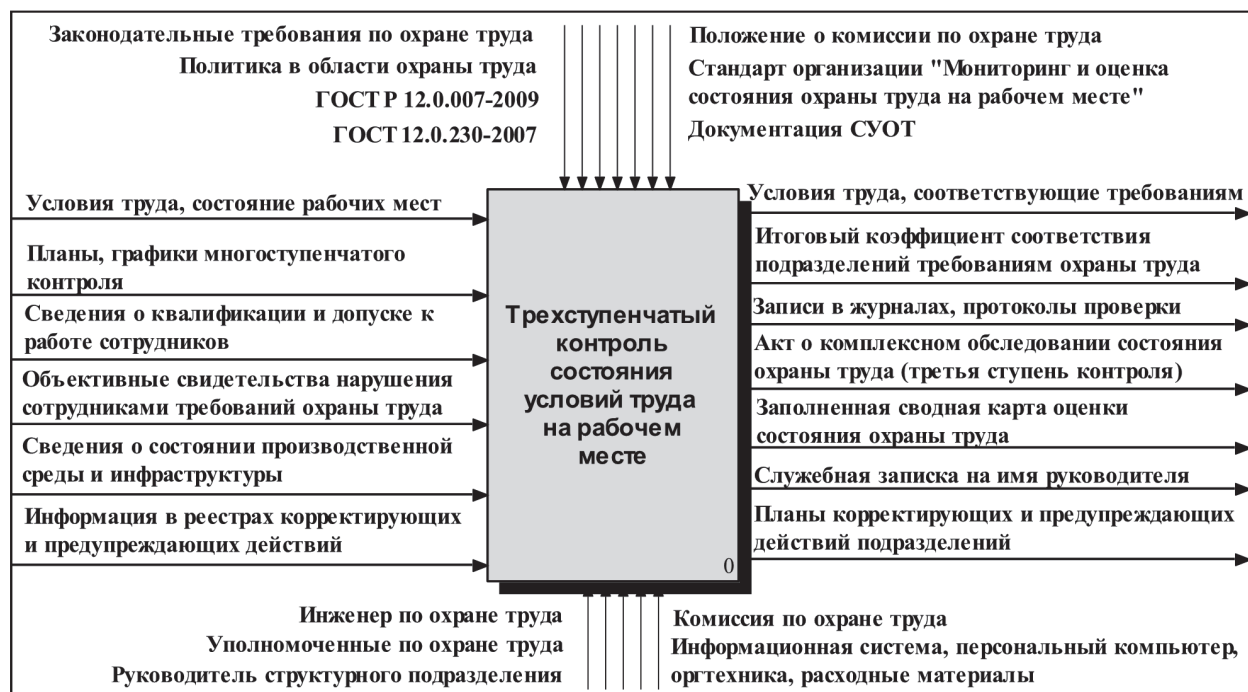 Законодательные требования по охране труда
Политика в области охраны труда
ГОСТ Р 12.0.007-2009
ГОСТ 12.0.230-2007
Положение о комиссии по охране труда
Стандарт организации "Мониторинг и оценка
состояния охраны труда на рабочем месте"
Документация СУОТ
Условия труда, состояние рабочих мест
Планы, графики многоступенчатого
контроля
Сведения о квалификации и допуске к
работе сотрудников
Объективные свидетельства нарушения
сотрудниками требований охраны труда
Сведения о состоянии производственной
среды и инфраструктуры
Информация в реестрах корректирующих
и предупреждающих действий
Трехступенчатый
контроль
состояния
условий труда
на рабочем
месте
0
Условия труда, соответствующие требованиям
Итоговый коэффициент соответствия
подразделений требованиям охраны труда
Записи в журналах, протоколы проверки
Акт о комплексном обследовании состояния
охраны труда (третья ступень контроля)
Заполненная сводная карта оценки
состояния охраны труда
Служебная записка на имя руководителя
Планы корректирующих и предупреждающих
действий подразделений
Инженер по охране труда
Уполномоченные по охране труда
Руководитель структурного подразделения
Комиссия по охране труда
Информационная система, персональный компьютер,
оргтехника, расходные материалы